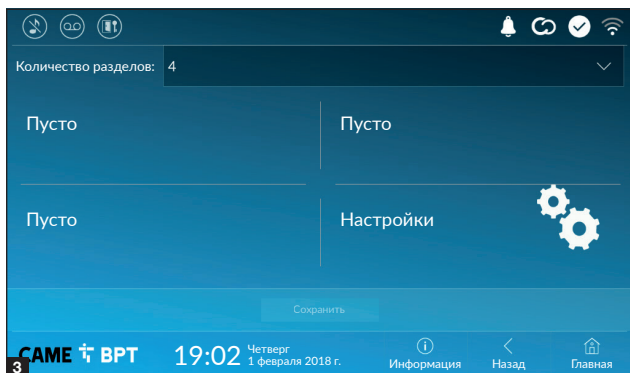 Количество разделов: 4
Пусто
Пусто
Пусто
Настройки
Сохранить
3
CAME BPT
19:02
Четверг
1 февраля 2018 г.
Информация
Назад
Главная